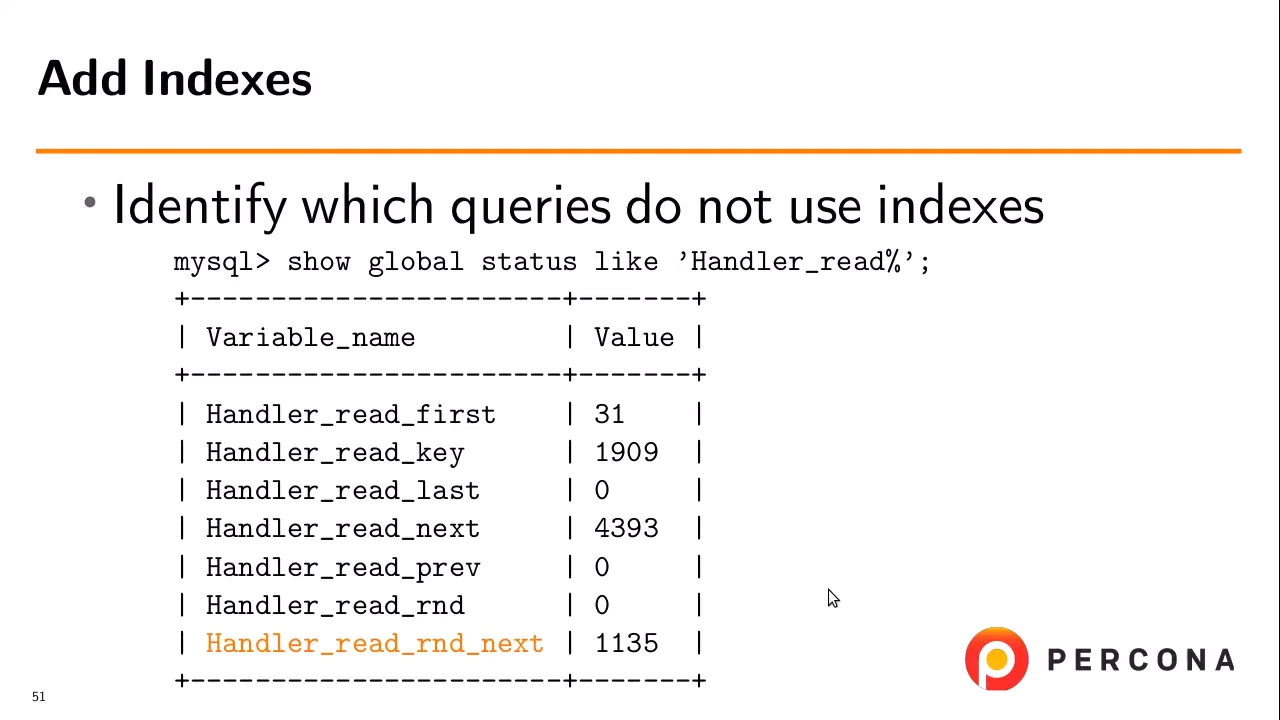 Add Indexes
• Identify which queries do not use indexes
mysql> show global status like ’Handler_read%’;
+-----------------------+-------+
| Variable_name         | Value |
+-----------------------+-------+
| Handler_read_first    | 31    |
| Handler_read_key      | 1909  |
| Handler_read_last     | 0     |
| Handler_read_next     | 4393  |
| Handler_read_prev     | 0     |
| Handler_read_rnd      | 0     |
| Handler_read_rnd_next | 1135  |
+-----------------------+-------+
PERCONA
51